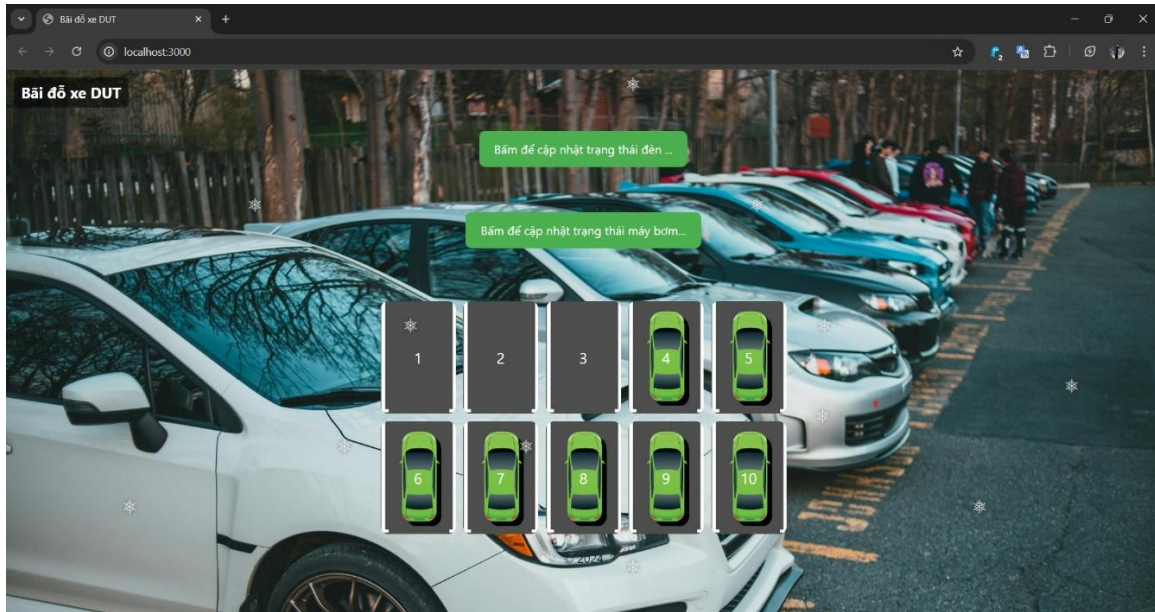 Bãi đỗ xe DUT
localhost:3000
Bãi đỗ xe DUT
Bấm để cập nhật trạng thái đèn ...
Bấm để cập nhật trạng thái máy bơm...
1 2 3 4 5
6 7 8 9 10
© 2024